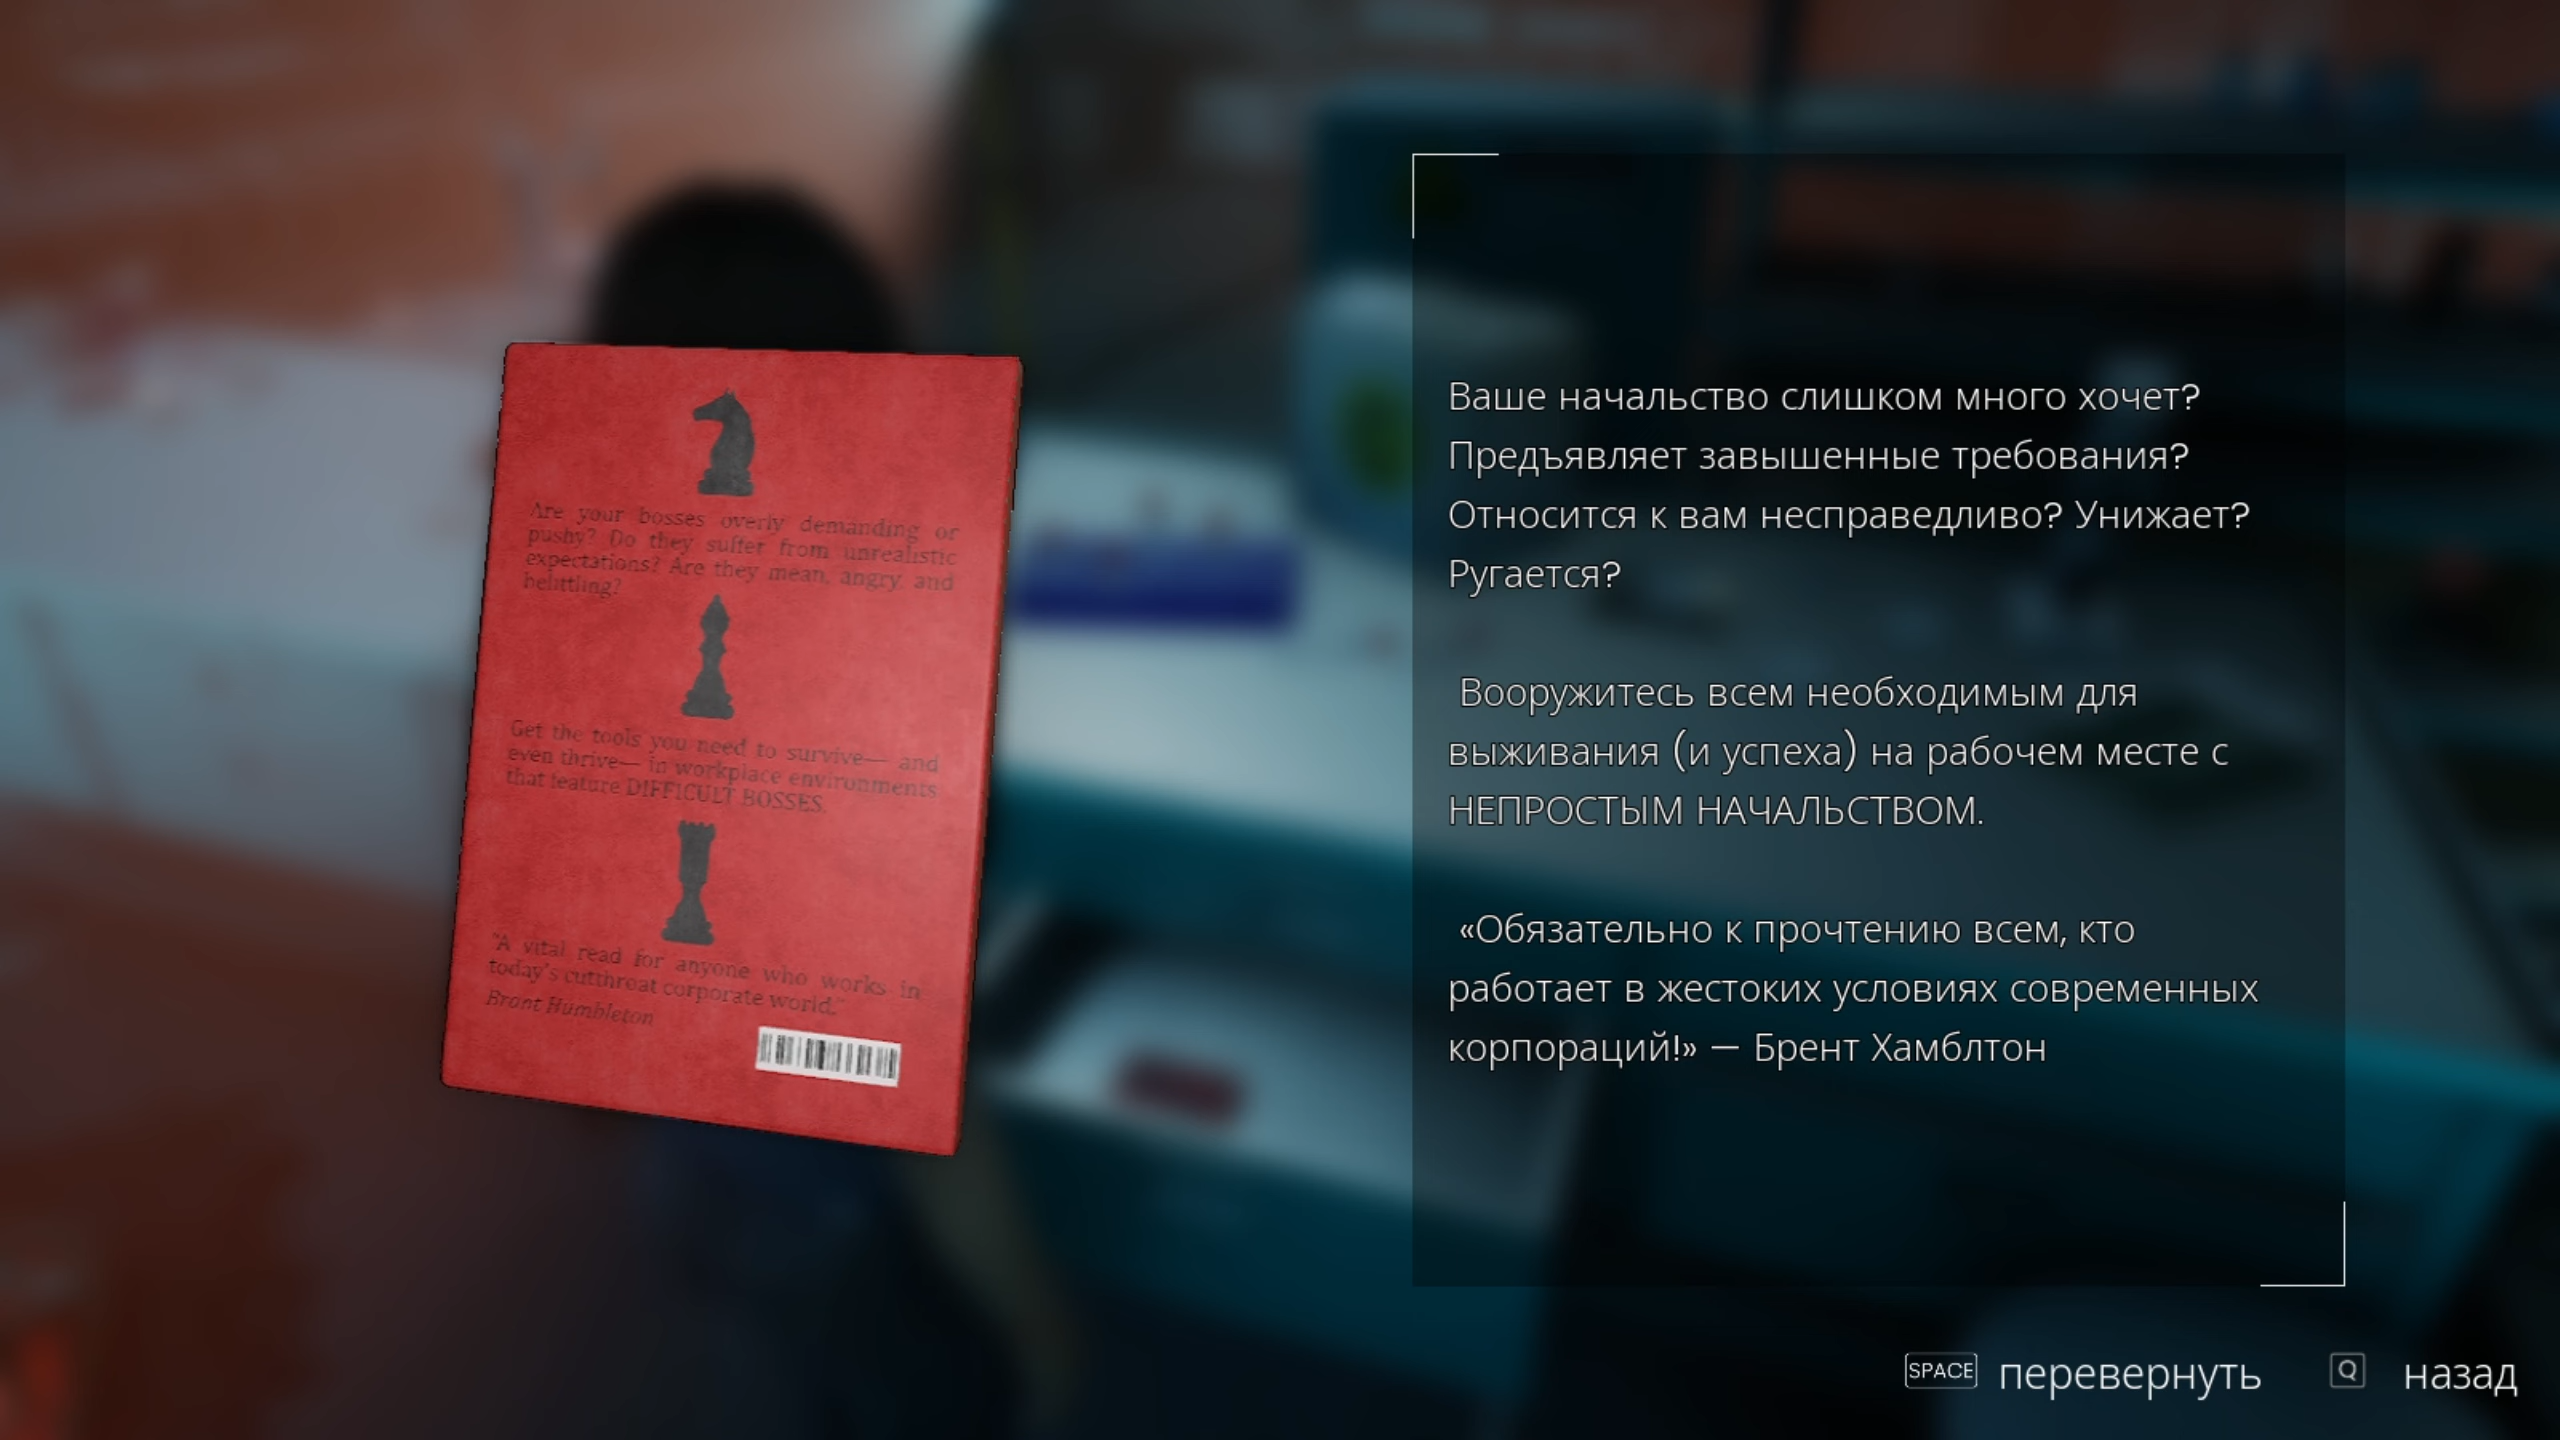 Are your bosses overly demanding or
pushy? Do they suffer from unrealistic
expectations? Are they mean, angry, and
belittling?
Get the tools you need to survive— and
even thrive— in workplace environments
that feature DIFFICULT BOSSES.
"A vital read for anyone who works in
today's cutthroat corporate world."
Brant Humbleton
Ваше начальство слишком много хочет?
Предъявляет завышенные требования?
Относится к вам несправедливо? Унижает?
Ругается?
Вооружитесь всем необходимым для
выживания (и успеха) на рабочем месте с
НЕПРОСТЫМ НАЧАЛЬСТВОМ.
«Обязательно к прочтению всем, кто
работает в жестоких условиях современных
корпораций!» — Брент Хамблтон
SPACE перевернуть Q назад